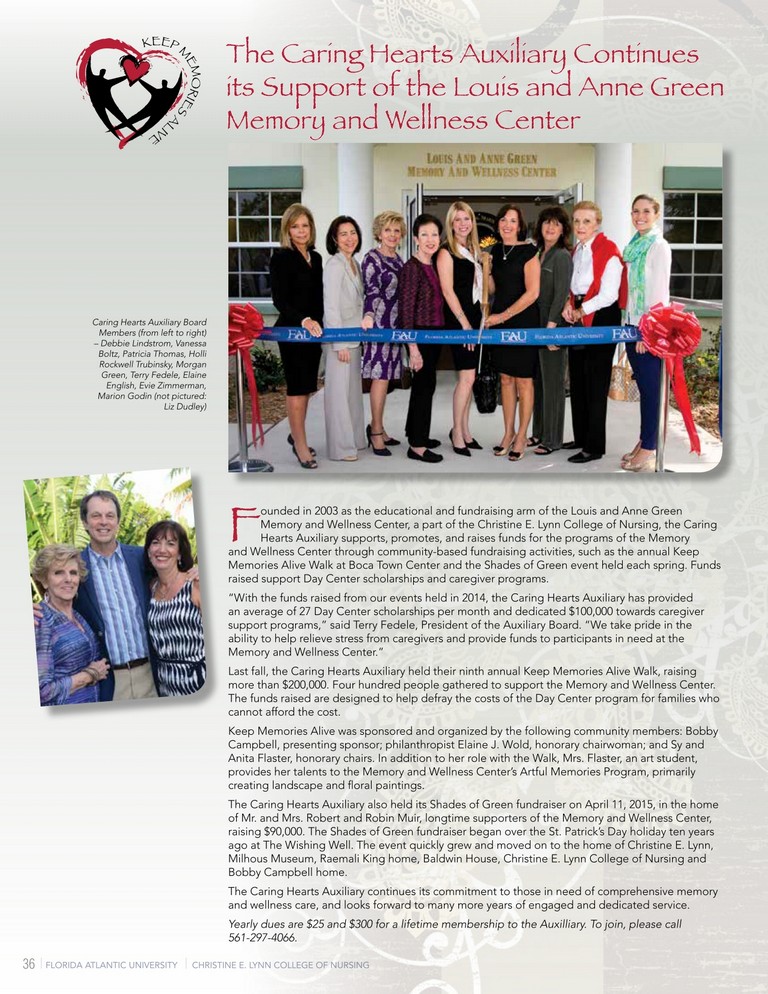 KEEP MEMORIES ALIVE
The Caring Hearts Auxiliary Continues
its Support of the Louis and Anne Green
Memory and Wellness Center
LOUIS AND ANNE GREEN
MEMORY AND WELLNESS CENTER
FAU FLORIDA ATLANTIC UNIVERSITY FAU FLORIDA ATLANTIC UNIVERSITY FAU FLORIDA ATLANTIC UNIVERSITY FAU
Caring Hearts Auxiliary Board
Members (from left to right)
– Debbie Lindstrom, Vanessa
Boltz, Patricia Thomas, Holli
Rockwell Trubinsky, Morgan
Green, Terry Fedele, Elaine
English, Evie Zimmerman,
Marion Godin (not pictured:
Liz Dudley)
Founded in 2003 as the educational and fundraising arm of the Louis and Anne Green
Memory and Wellness Center, a part of the Christine E. Lynn College of Nursing, the Caring
Hearts Auxiliary supports, promotes, and raises funds for the programs of the Memory
and Wellness Center through community-based fundraising activities, such as the annual Keep
Memories Alive Walk at Boca Town Center and the Shades of Green event held each spring. Funds
raised support Day Center scholarships and caregiver programs.
“With the funds raised from our events held in 2014, the Caring Hearts Auxiliary has provided
an average of 27 Day Center scholarships per month and dedicated $100,000 towards caregiver
support programs,” said Terry Fedele, President of the Auxiliary Board. “We take pride in the
ability to help relieve stress from caregivers and provide funds to participants in need at the
Memory and Wellness Center.”
Last fall, the Caring Hearts Auxiliary held their ninth annual Keep Memories Alive Walk, raising
more than $200,000. Four hundred people gathered to support the Memory and Wellness Center.
The funds raised are designed to help defray the costs of the Day Center program for families who
cannot afford the cost.
Keep Memories Alive was sponsored and organized by the following community members: Bobby
Campbell, presenting sponsor; philanthropist Elaine J. Wold, honorary chairwoman; and Sy and
Anita Flaster, honorary chairs. In addition to her role with the Walk, Mrs. Flaster, an art student,
provides her talents to the Memory and Wellness Center’s Artful Memories Program, primarily
creating landscape and floral paintings.
The Caring Hearts Auxiliary also held its Shades of Green fundraiser on April 11, 2015, in the home
of Mr. and Mrs. Robert and Robin Muir, longtime supporters of the Memory and Wellness Center,
raising $90,000. The Shades of Green fundraiser began over the St. Patrick’s Day holiday ten years
ago at The Wishing Well. The event quickly grew and moved on to the home of Christine E. Lynn,
Milhous Museum, Raemali King home, Baldwin House, Christine E. Lynn College of Nursing and
Bobby Campbell home.
The Caring Hearts Auxiliary continues its commitment to those in need of comprehensive memory
and wellness care, and looks forward to many more years of engaged and dedicated service.
Yearly dues are $25 and $300 for a lifetime membership to the Auxilliary. To join, please call
561-297-4066.
36 | FLORIDA ATLANTIC UNIVERSITY | CHRISTINE E. LYNN COLLEGE OF NURSING